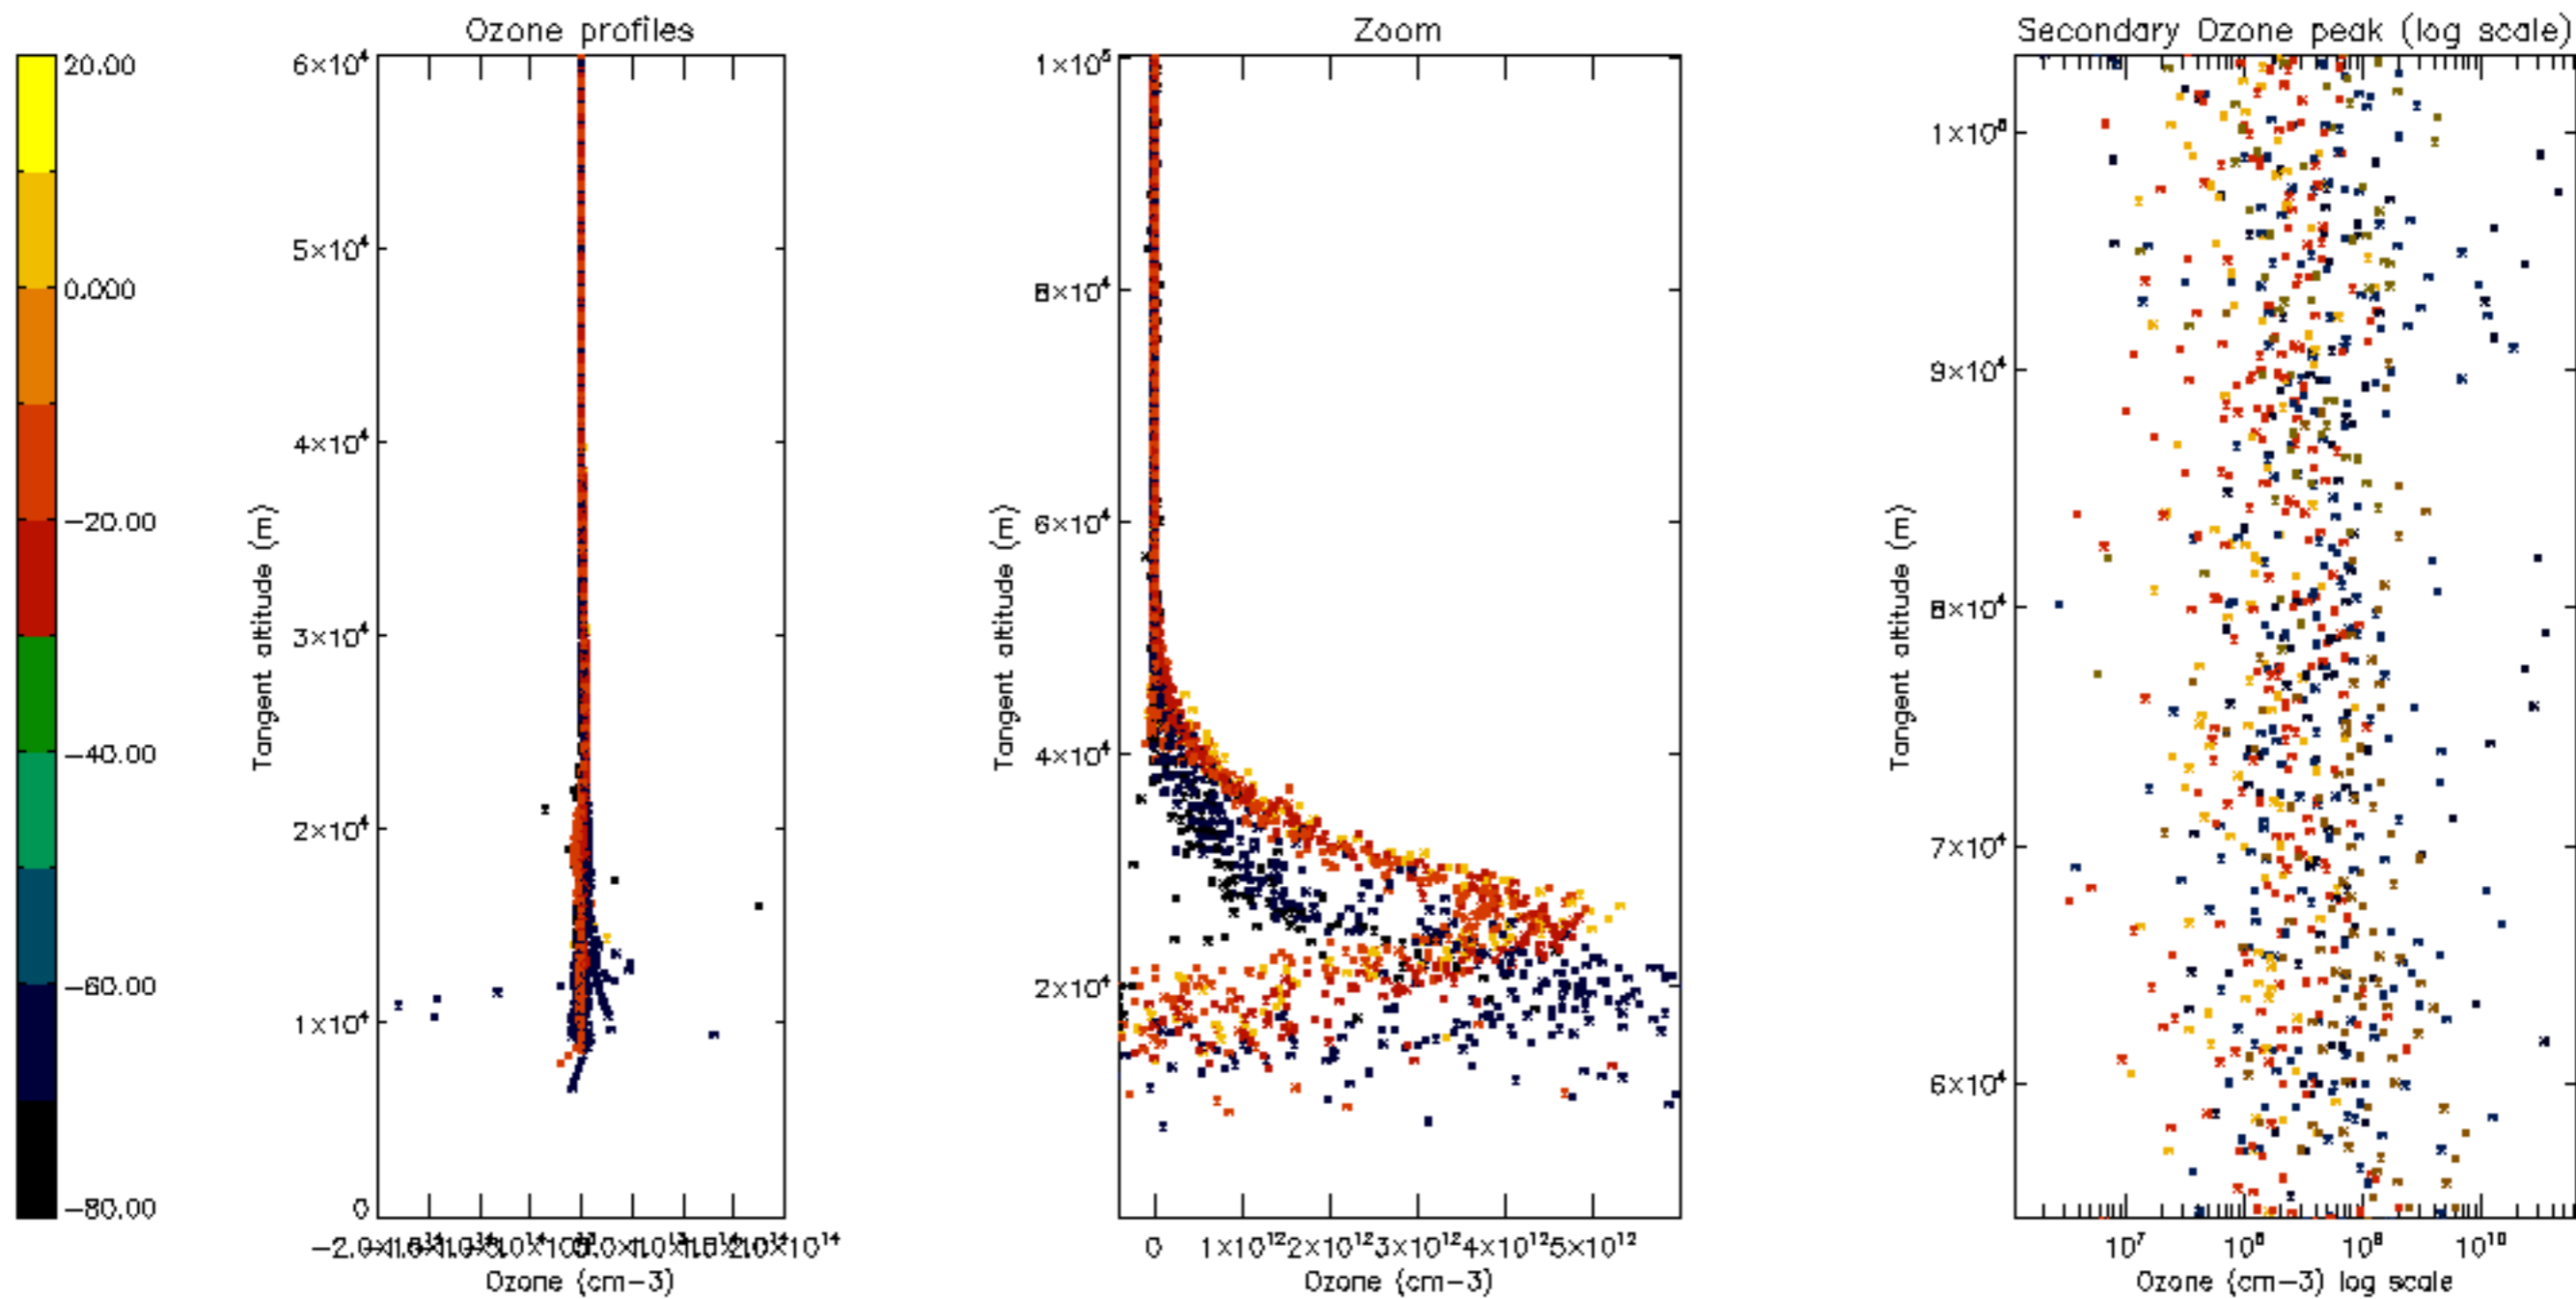 Ozone profiles
Zoom
Secondary Ozone peak (log scale)
20.00
0.000
−20.00
−40.00
−60.00
−80.00
6×10⁴
5×10⁴
4×10⁴
3×10⁴
2×10⁴
1×10⁴
0
Tangent altitude (m)
Ozone (cm−3)
1×10⁵
8×10⁴
6×10⁴
4×10⁴
2×10⁴
Tangent altitude (m)
0 1×10¹² 2×10¹² 3×10¹² 4×10¹² 5×10¹²
Ozone (cm−3)
9×10⁴
8×10⁴
7×10⁴
6×10⁴
Tangent altitude (m)
10⁷ 10⁸ 10⁹ 10¹⁰
Ozone (cm−3) log scale